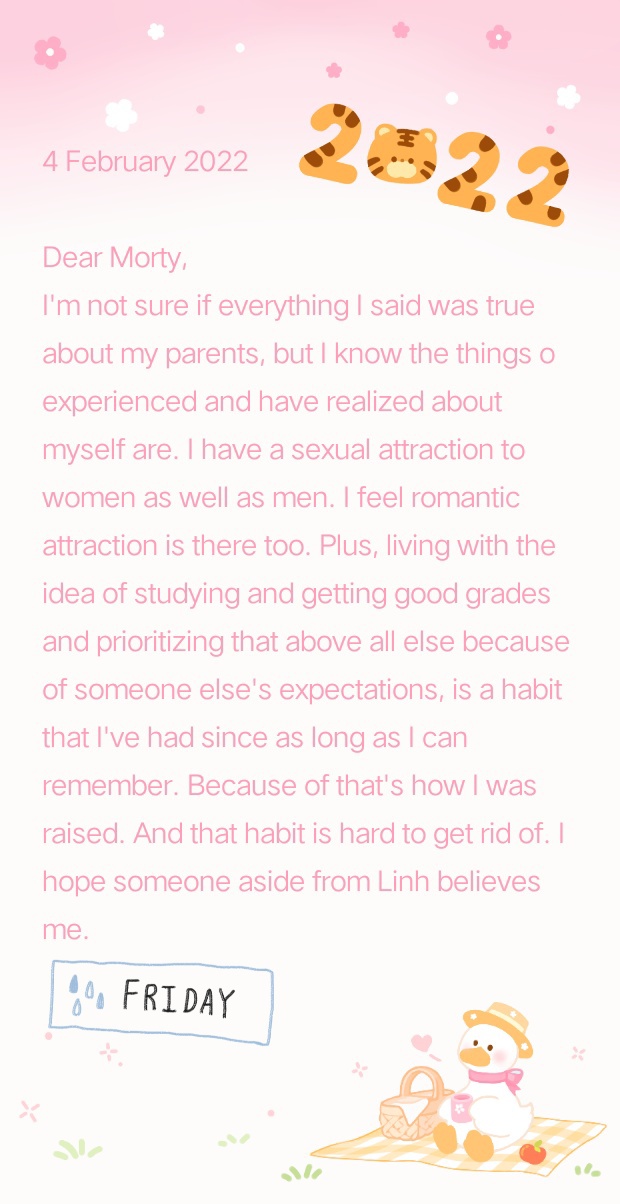 4 February 2022
2022
Dear Morty,
I'm not sure if everything I said was true
about my parents, but I know the things o
experienced and have realized about
myself are. I have a sexual attraction to
women as well as men. I feel romantic
attraction is there too. Plus, living with the
idea of studying and getting good grades
and prioritizing that above all else because
of someone else's expectations, is a habit
that I've had since as long as I can
remember. Because of that's how I was
raised. And that habit is hard to get rid of. I
hope someone aside from Linh believes
me.
FRIDAY